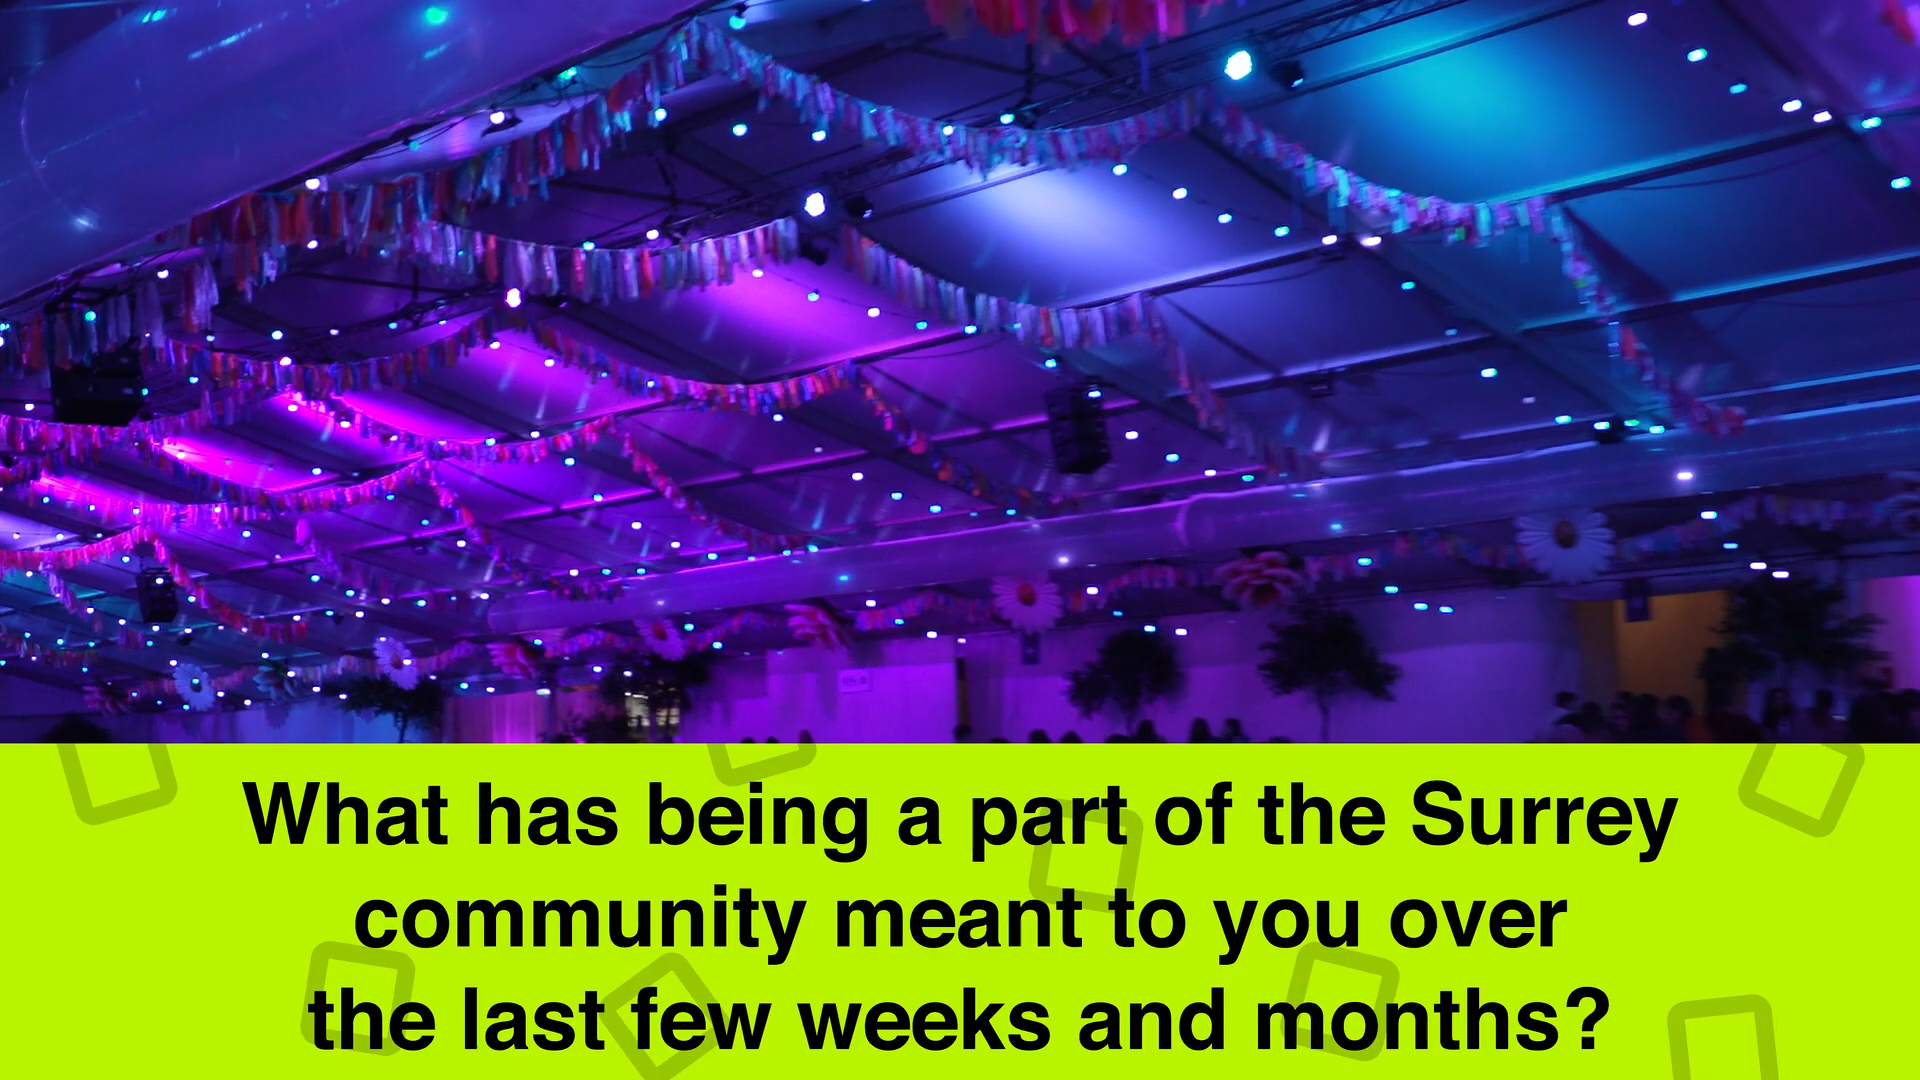 What has being a part of the Surrey
community meant to you over
the last few weeks and months?